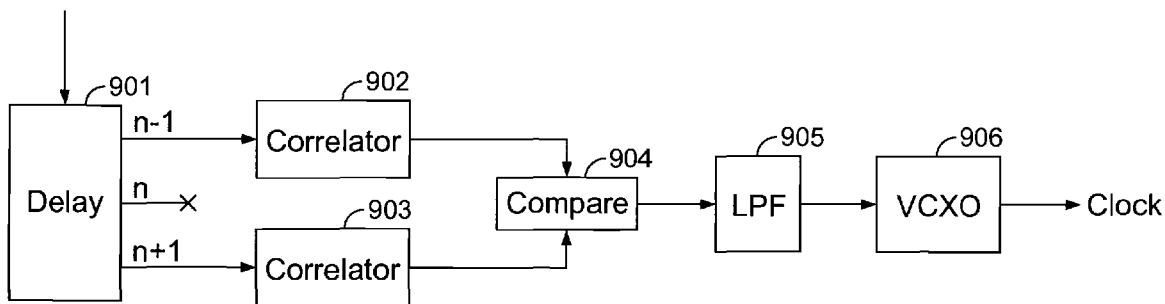 901
Delay
n-1
n
n+1
902
Correlator
903
Correlator
904
Compare
905
LPF
906
VCXO
Clock